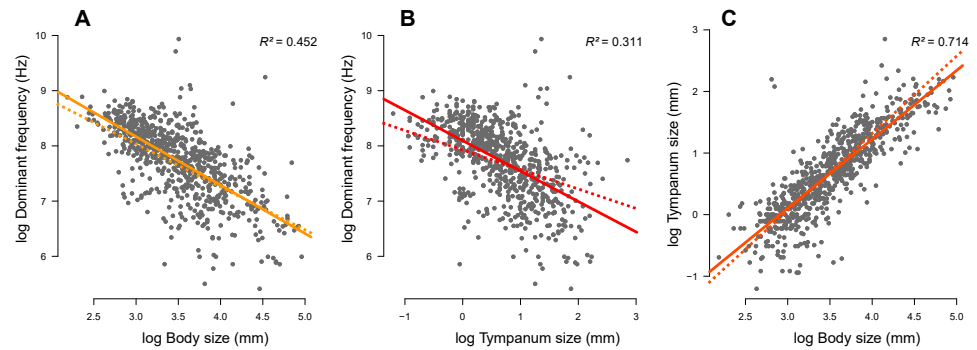 A
R² = 0.452
log Dominant frequency (Hz)
10
9
8
7
6
2.5 3.0 3.5 4.0 4.5 5.0
log Body size (mm)
B
R² = 0.311
log Dominant frequency (Hz)
10
9
8
7
6
−1 0 1 2 3
log Tympanum size (mm)
C
R² = 0.714
log Tympanum size (mm)
3
2
1
0
−1
2.5 3.0 3.5 4.0 4.5 5.0
log Body size (mm)